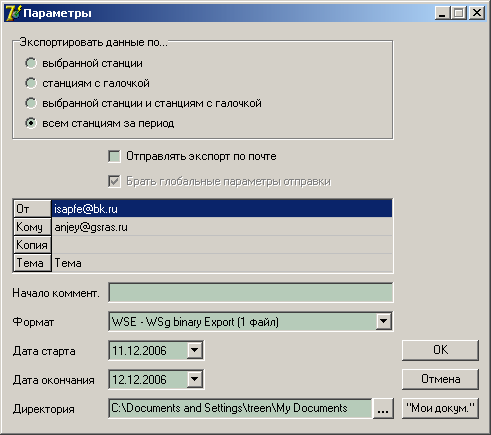 Параметры
Экспортировать данные по...
выбранной станции
станциям с галочкой
выбранной станции и станциям с галочкой
всем станциям за период
Отправлять экспорт по почте
Брать глобальные параметры отправки
От isapfe@bk.ru
Кому anjey@gsras.ru
Копия
Тема Тема
Начало коммент.
Формат WSE - WSg binary Export (1 файл)
Дата старта 11.12.2006 OK
Дата окончания 12.12.2006 Отмена
Директория C:\Documents and Settings\treen\My Documents ... "Мои докум."